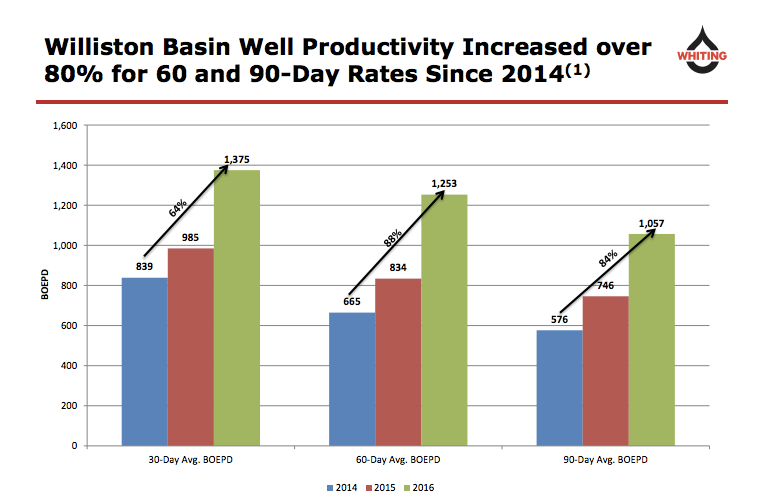 Williston Basin Well Productivity Increased over
80% for 60 and 90-Day Rates Since 2014(1)
WHITING
1,600
1,400
1,200
1,000
800
600
400
200
0
BOEPD
839
985
1,375
64%
665
834
1,253
88%
576
746
1,057
84%
30-Day Avg. BOEPD
60-Day Avg. BOEPD
90-Day Avg. BOEPD
2014 2015 2016